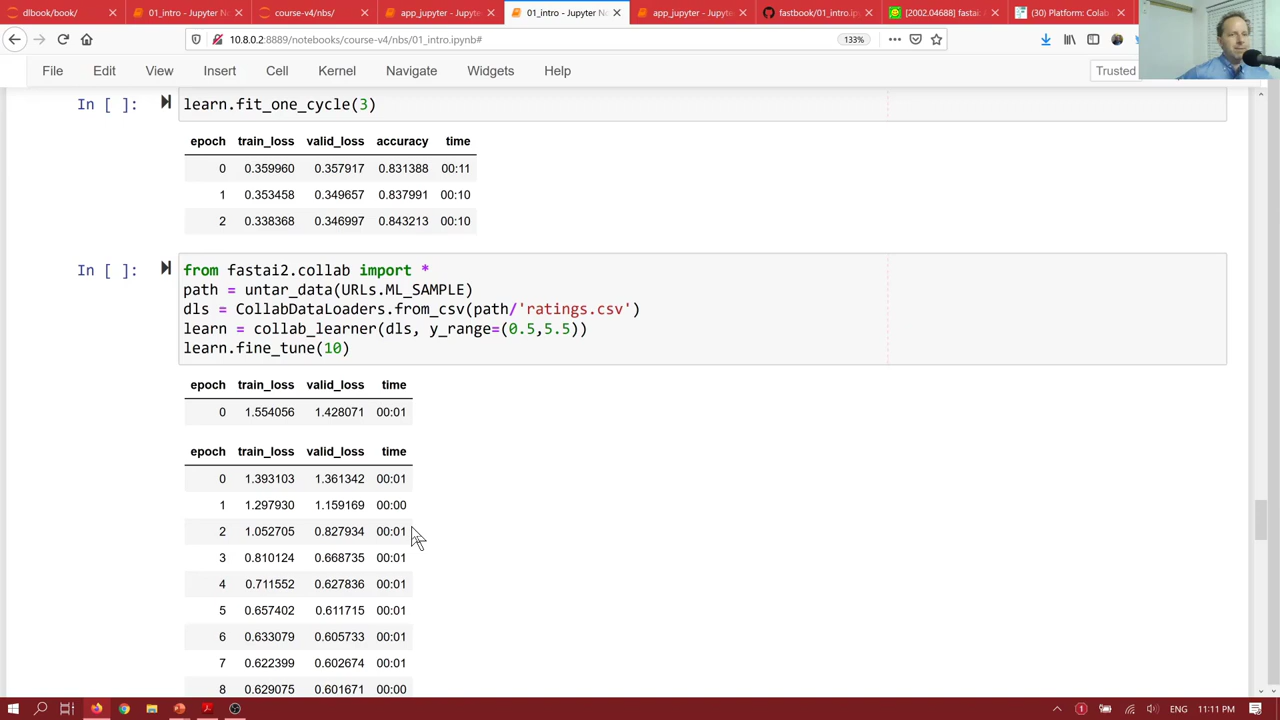 dlbook/book/
01_intro - Jupyter No
course-v4/nbs/
app_jupyter - Jupyter N
01_intro - Jupyter No
app_jupyter - Jupyter N
fastbook/01_intro.ipy
[2002.04688] fastai: A
(30) Platform: Colab
10.8.0.2:8889/notebooks/course-v4/nbs/01_intro.ipynb#
133%
File Edit View Insert Cell Kernel Navigate Widgets Help
Trusted
In [ ]:
learn.fit_one_cycle(3)
epoch train_loss valid_loss accuracy time
0 0.359960 0.357917 0.831388 00:11
1 0.353458 0.349657 0.837991 00:10
2 0.338368 0.346997 0.843213 00:10
In [ ]:
from fastai2.collab import *
path = untar_data(URLs.ML_SAMPLE)
dls = CollabDataLoaders.from_csv(path/'ratings.csv')
learn = collab_learner(dls, y_range=(0.5,5.5))
learn.fine_tune(10)
epoch train_loss valid_loss time
0 1.554056 1.428071 00:01
epoch train_loss valid_loss time
0 1.393103 1.361342 00:01
1 1.297930 1.159169 00:00
2 1.052705 0.827934 00:01
3 0.810124 0.668735 00:01
4 0.711552 0.627836 00:01
5 0.657402 0.611715 00:01
6 0.633079 0.605733 00:01
7 0.622399 0.602674 00:01
8 0.629075 0.601671 00:00
1
ENG
11:11 PM